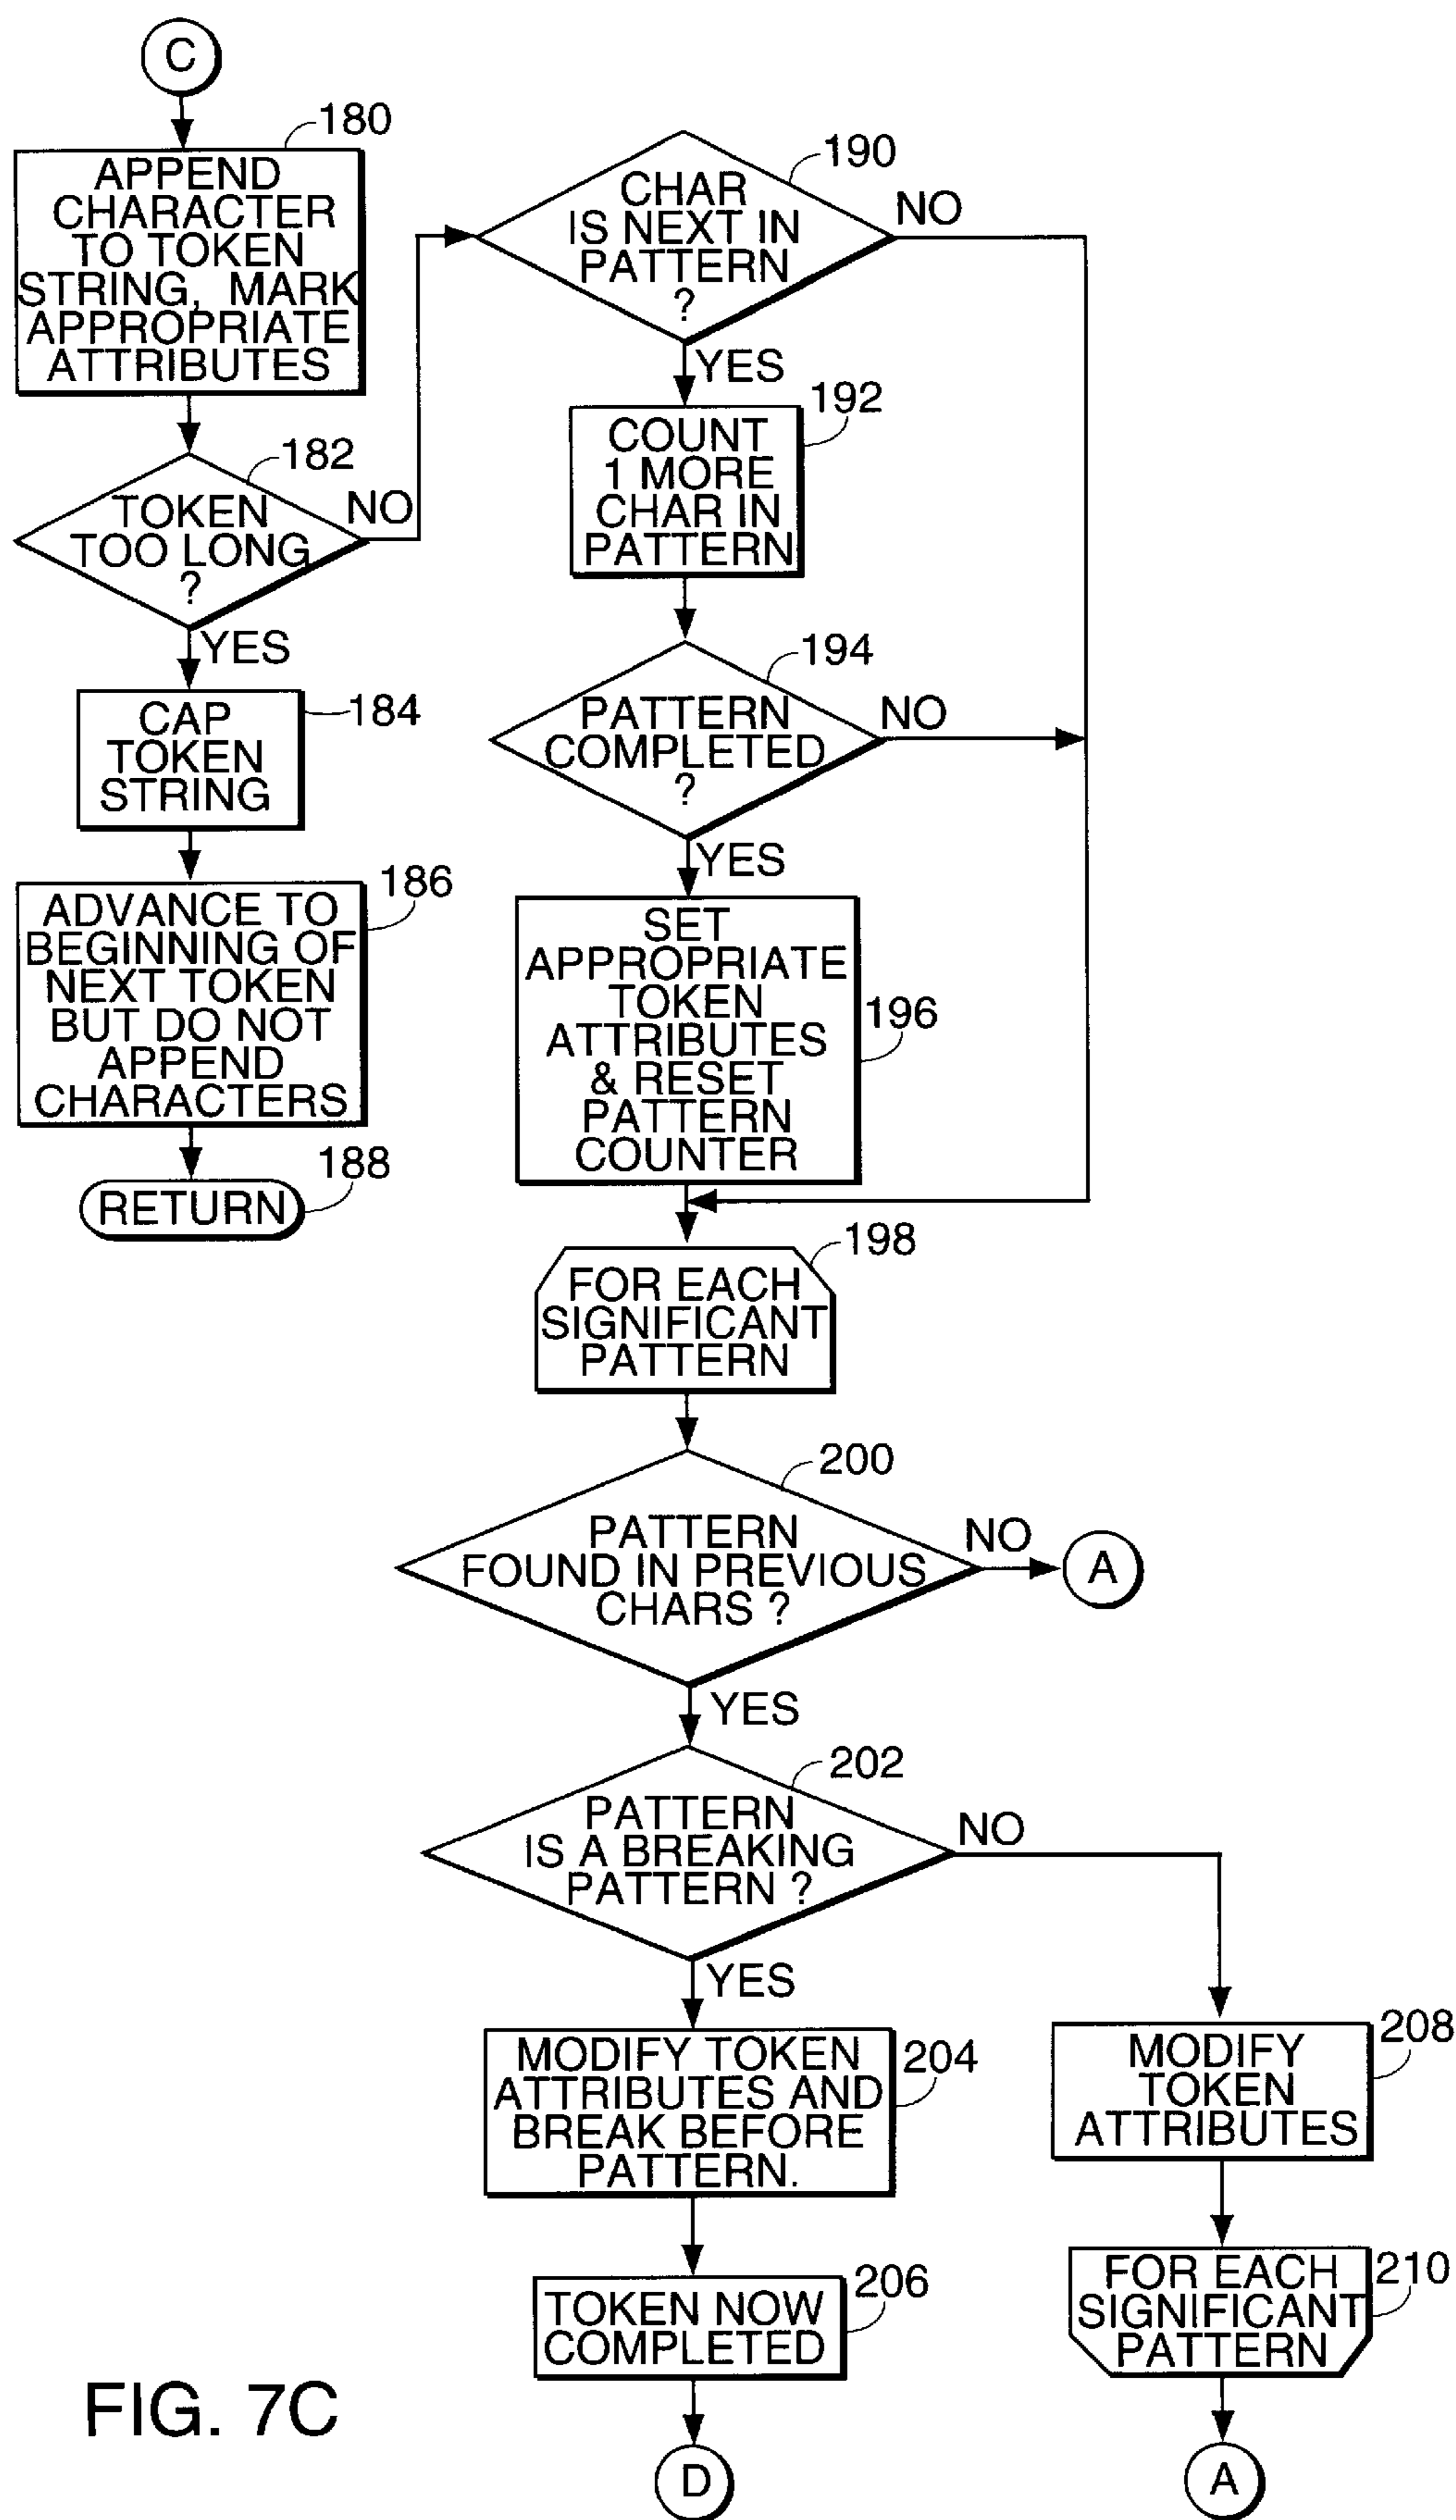 C
180
APPEND
CHARACTER
TO TOKEN
STRING, MARK
APPROPRIATE
ATTRIBUTES
182
TOKEN
TOO LONG
?
NO
YES
CAP
TOKEN
STRING
184
ADVANCE TO
BEGINNING OF
NEXT TOKEN
BUT DO NOT
APPEND
CHARACTERS
186
RETURN
188
190
CHAR
IS NEXT IN
PATTERN
?
NO
YES
192
COUNT
1 MORE
CHAR IN
PATTERN
194
PATTERN
COMPLETED
?
NO
YES
SET
APPROPRIATE
TOKEN
ATTRIBUTES
& RESET
PATTERN
COUNTER
196
198
FOR EACH
SIGNIFICANT
PATTERN
200
PATTERN
FOUND IN PREVIOUS
CHARS ?
NO
A
YES
202
PATTERN
IS A BREAKING
PATTERN ?
NO
YES
MODIFY TOKEN
ATTRIBUTES AND
BREAK BEFORE
PATTERN.
204
TOKEN NOW
COMPLETED
206
D
208
MODIFY
TOKEN
ATTRIBUTES
FOR EACH
SIGNIFICANT
PATTERN
210
A
FIG. 7C